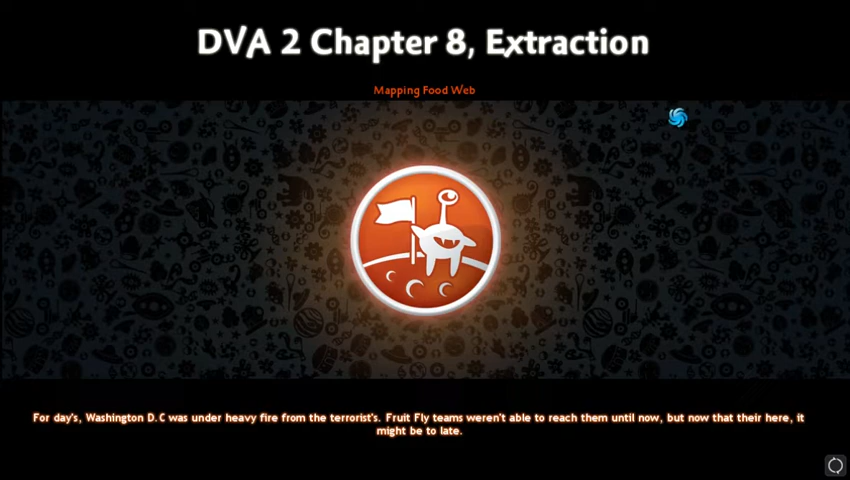 DVA 2 Chapter 8, Extraction
Mapping Food Web
For day's, Washington D.C was under heavy fire from the terrorist's. Fruit Fly teams weren't able to reach them until now, but now that their here, it
might be to late.